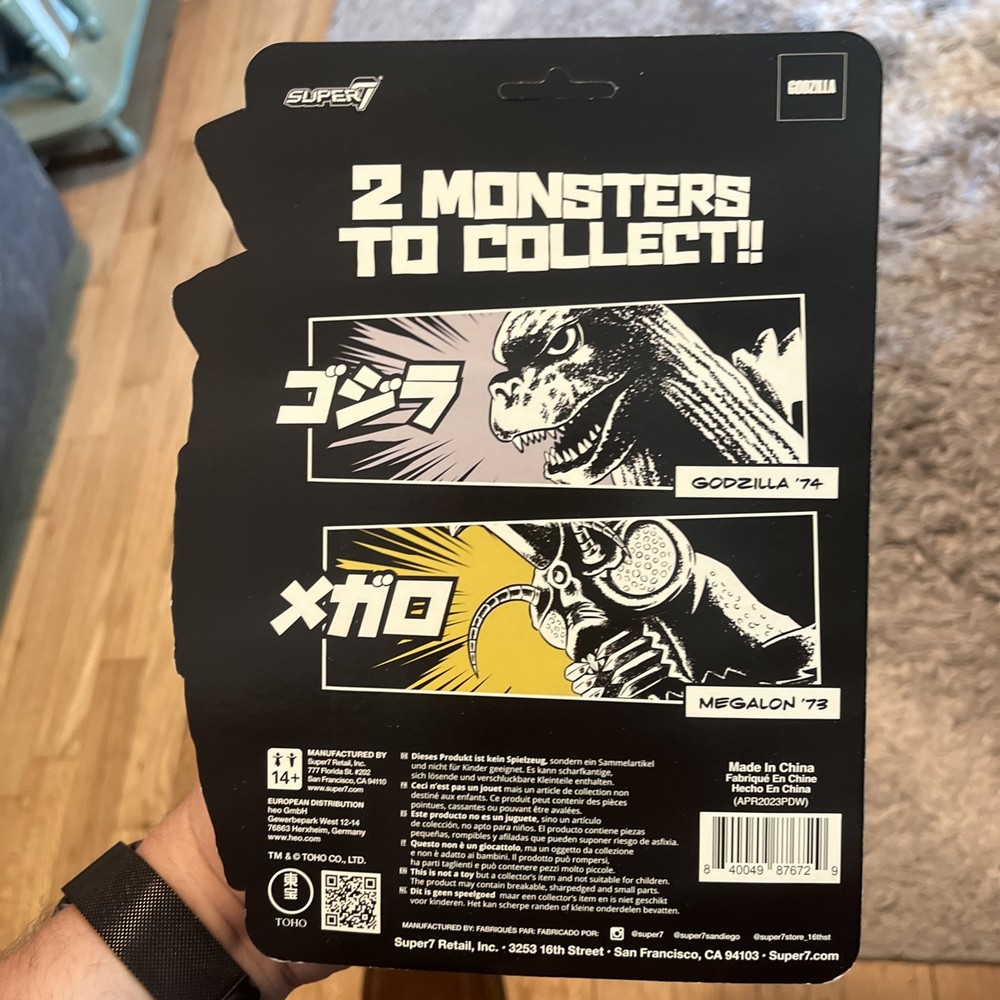 SUPER7
GODZILLA
2 MONSTERS
TO COLLECT!!
ゴジラ
GODZILLA '74
メガロ
MEGALON '73
14+
MANUFACTURED BY
Super7 Retail, Inc.
777 Florida St. #202
San Francisco, CA 94110
www.super7.com
EUROPEAN DISTRIBUTION
heo GmbH
Gewerbepark West 12-14
76863 Herxheim, Germany
www.heo.com
TM & © TOHO CO., LTD.
東宝
TOHO
Dieses Produkt ist kein Spielzeug, sondern ein Sammelartikel
und nicht für Kinder geeignet. Es kann scharfkantige,
sich lösende und verschluckbare Kleinteile enthalten.
Ceci n'est pas un jouet mais un article de collection non
destiné aux enfants. Ce produit peut contenir des pièces
pointues, cassantes ou pouvant être avalées.
Este producto no es un juguete, sino un artículo
de colección, no apto para niños. El producto contiene piezas
pequeñas, rompibles y afiladas que pueden suponer riesgo de asfixia.
Questo non è un giocattolo, ma un oggetto da collezione
e non è adatto ai bambini. Il prodotto può rompersi,
ha parti taglienti e può contenere pezzi molto piccole.
EN This is not a toy but a collector's item and not suitable for children.
The product may contain breakable, sharpedged and small parts.
NL Dit is geen speelgoed maar een collector's item en is niet geschikt
voor kinderen. Het kan scherpe randen of kleine onderdelen bevatten.
Made In China
Fabriqué En Chine
Hecho En China
(APR2023PDW)
8 40049 87672 9
MANUFACTURED BY: FABRIQUÉS PAR: FABRICADO POR: @super7 @super7sandiego @super7store_16thst
Super7 Retail, Inc. • 3253 16th Street • San Francisco, CA 94103 • Super7.com